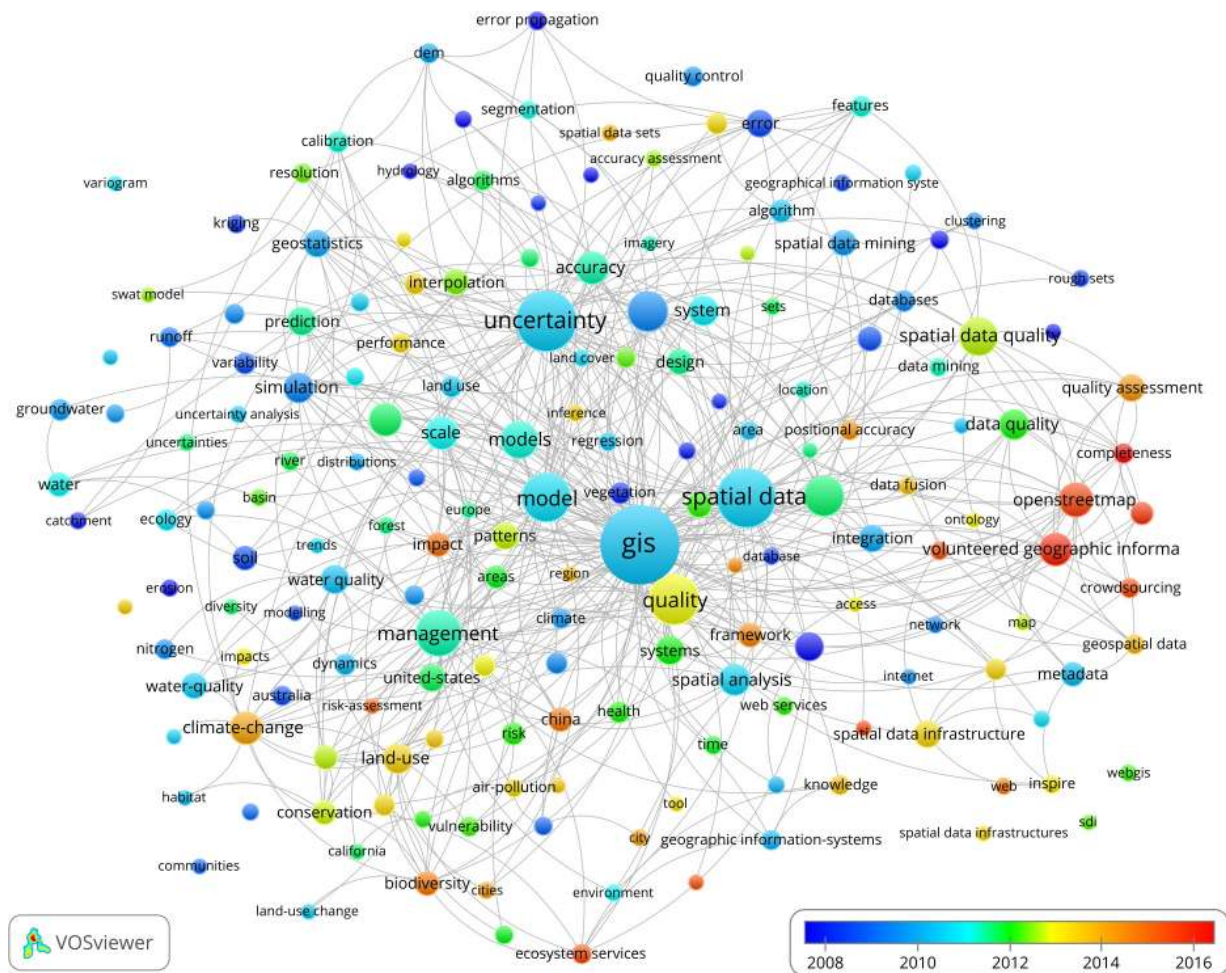 error propagation
dem
quality control
segmentation
features
spatial data sets
error
calibration
accuracy assessment
resolution
hydrology
algorithms
geographical information syste
variogram
kriging
algorithm
clustering
geostatistics
imagery
spatial data mining
accuracy
rough sets
interpolation
swat model
databases
uncertainty
system
sets
prediction
spatial data quality
runoff
performance
variability
land cover
design
data mining
simulation
land use
location
quality assessment
groundwater
uncertainty analysis
inference
scale
models
regression
area
positional accuracy
data quality
uncertainties
completeness
river
distributions
water
model
vegetation
spatial data
data fusion
openstreetmap
basin
catchment
ecology
europe
forest
ontology
patterns
gis
integration
trends
impact
database
volunteered geographic informa
soil
water quality
areas
region
erosion
crowdsourcing
diversity
modelling
quality
access
climate
network
map
management
framework
nitrogen
impacts
systems
geospatial data
dynamics
united-states
spatial analysis
internet
metadata
water-quality
australia
risk-assessment
health
web services
climate-change
china
risk
spatial data infrastructure
time
land-use
webgis
air-pollution
knowledge
web
inspire
habitat
conservation
tool
vulnerability
sdi
city
geographic information-systems
spatial data infrastructures
california
communities
biodiversity
cities
environment
land-use change
ecosystem services
VOSviewer
2008
2010
2012
2014
2016